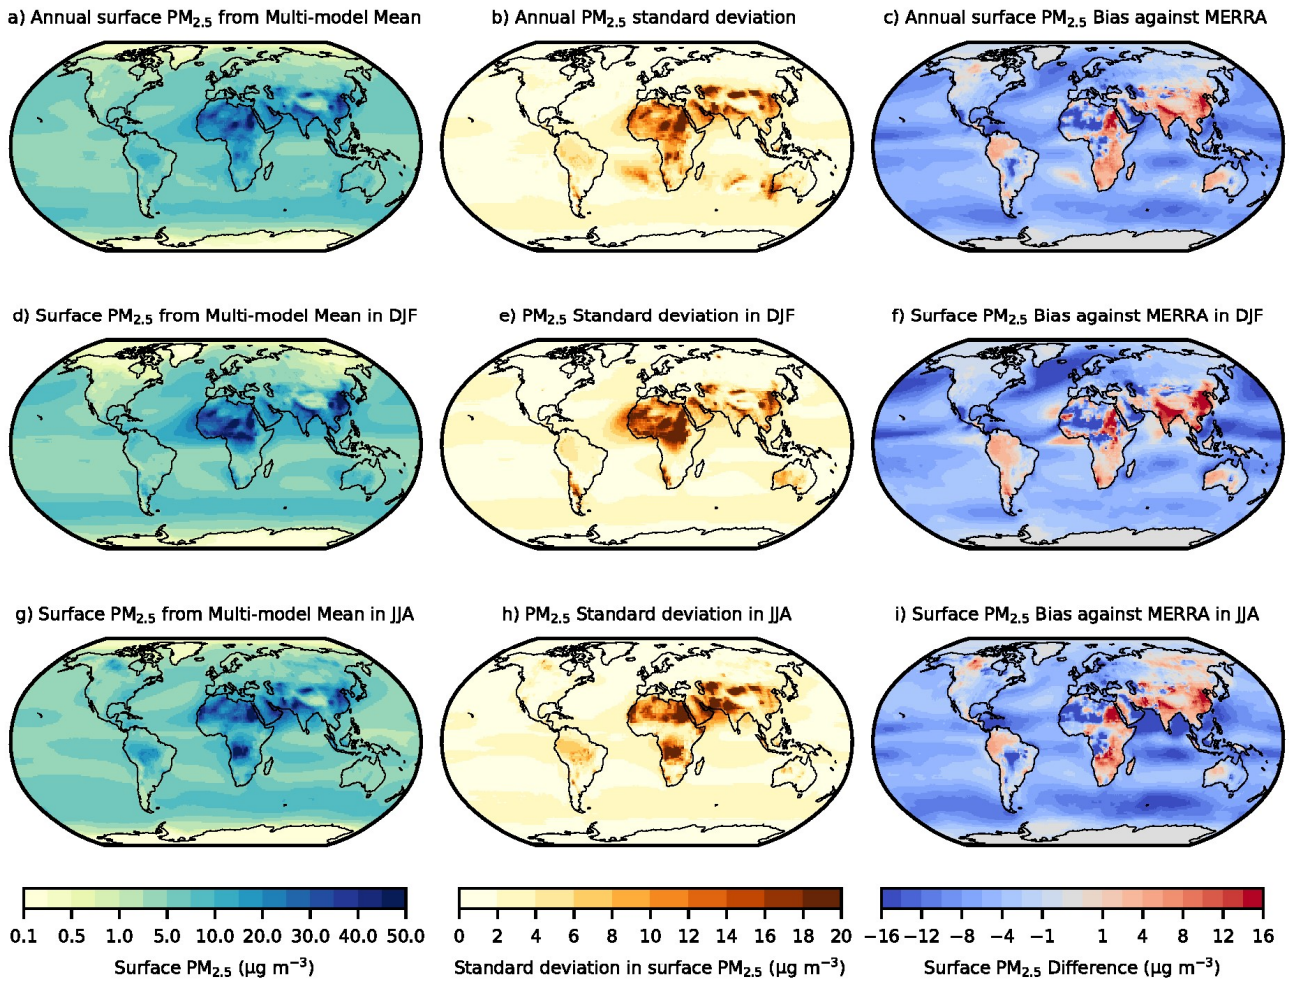 a) Annual surface PM2.5 from Multi-model Mean
b) Annual PM2.5 standard deviation
c) Annual surface PM2.5 Bias against MERRA
d) Surface PM2.5 from Multi-model Mean in DJF
e) PM2.5 Standard deviation in DJF
f) Surface PM2.5 Bias against MERRA in DJF
g) Surface PM2.5 from Multi-model Mean in JJA
h) PM2.5 Standard deviation in JJA
i) Surface PM2.5 Bias against MERRA in JJA
0.1 0.5 1.0 5.0 10.0 20.0 30.0 40.0 50.0
Surface PM2.5 (μg m−3)
0 2 4 6 8 10 12 14 16 18 20
Standard deviation in surface PM2.5 (μg m−3)
−16 −12 −8 −4 −1 1 4 8 12 16
Surface PM2.5 Difference (μg m−3)